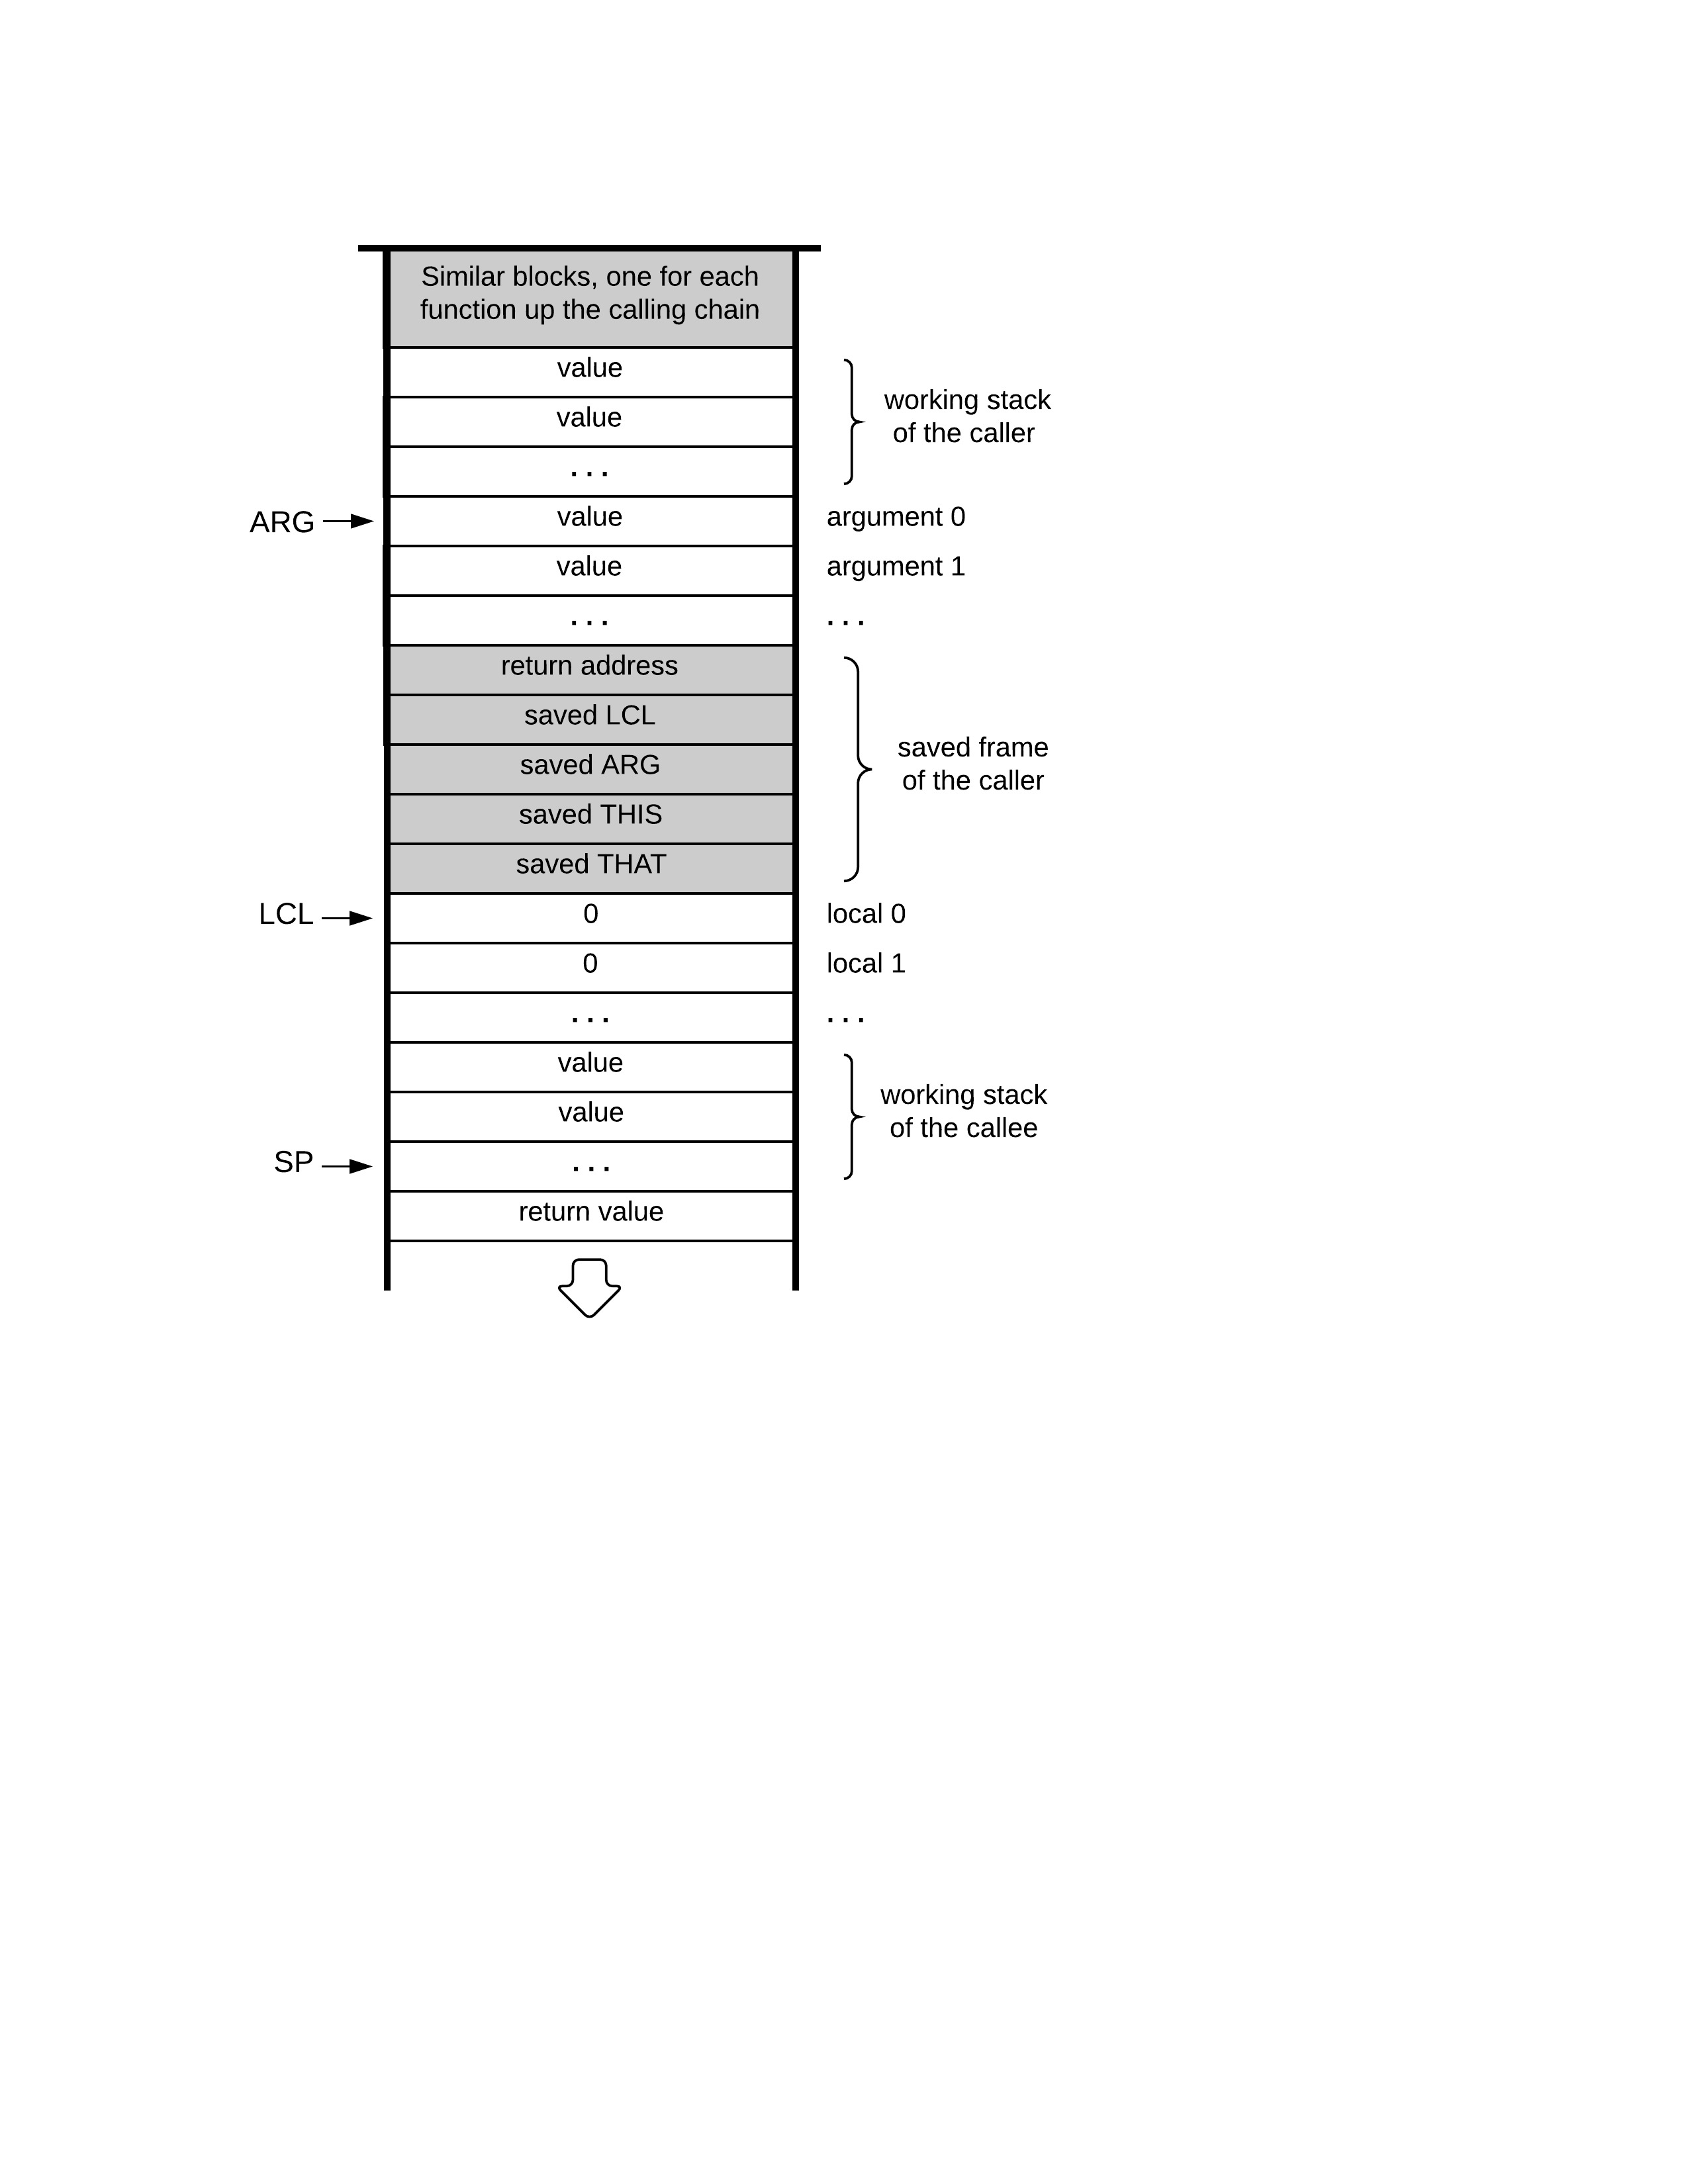 Similar blocks, one for each
function up the calling chain
value
value
...
working stack
of the caller
ARG
value
argument 0
value
argument 1
...
...
return address
saved LCL
saved ARG
saved THIS
saved THAT
saved frame
of the caller
LCL
0
local 0
0
local 1
...
...
value
value
working stack
of the callee
SP
...
return value